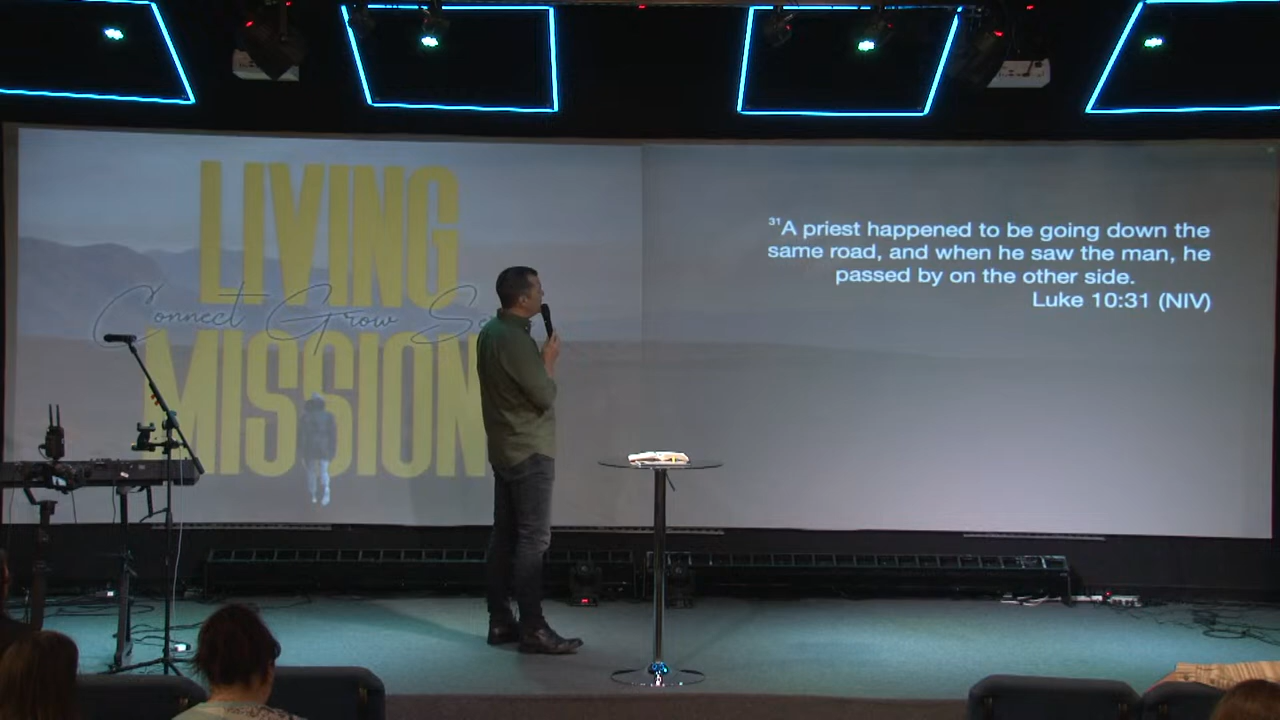 LIVING
Connect Grow Se
MISSION
³¹A priest happened to be going down the
same road, and when he saw the man, he
passed by on the other side.
Luke 10:31 (NIV)